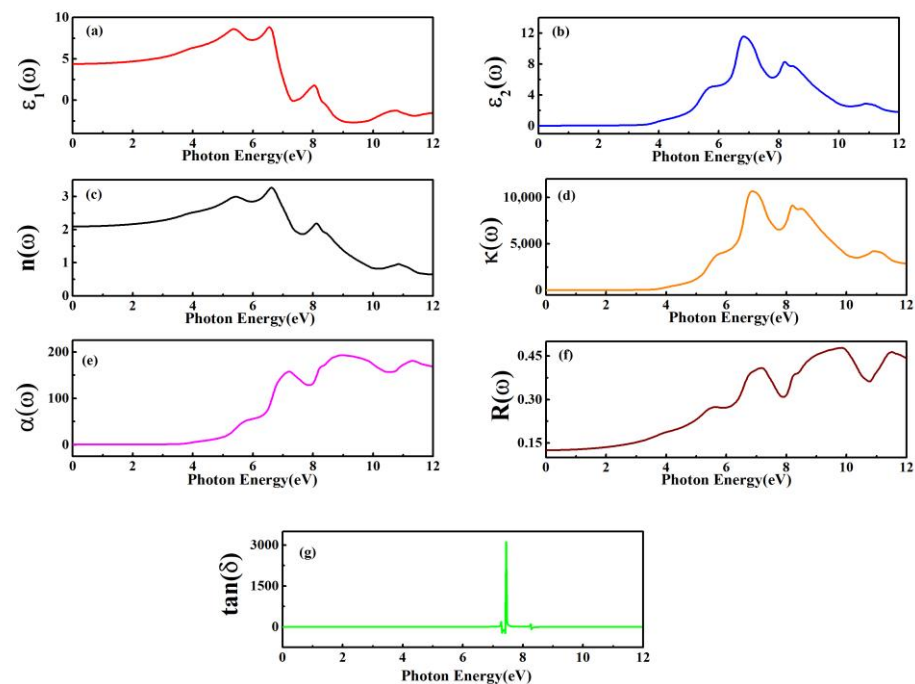 (a)
ε1(ω)
10
5
0
0 2 4 6 8 10 12
Photon Energy(eV)
(b)
ε2(ω)
12
8
4
0
0 2 4 6 8 10 12
Photon Energy(eV)
(c)
n(ω)
3
2
1
0
0 2 4 6 8 10 12
Photon Energy(eV)
(d)
κ(ω)
10,000
5,000
0
0 2 4 6 8 10 12
Photon Energy(eV)
(e)
α(ω)
200
100
0
0 2 4 6 8 10 12
Photon Energy(eV)
(f)
R(ω)
0.45
0.30
0.15
0 2 4 6 8 10 12
Photon Energy(eV)
(g)
tan(δ)
3000
1500
0
0 2 4 6 8 10 12
Photon Energy(eV)